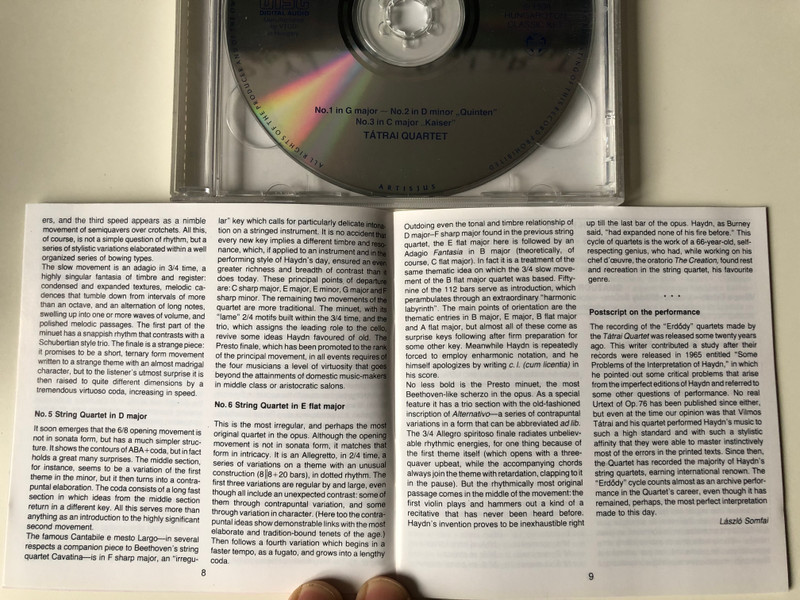 DIGITAL AUDIO
No.1 in G major – No.2 in D minor „Quinten”
No.3 in C major „Kaiser”
TÁTRAI QUARTET
ARTISJUS
ers, and the third speed appears as a nimble
movement of semiquavers over crotchets. All this,
of course, is not a simple question of rhythm, but a
series of stylistic variations elaborated within a well
organized series of bowing types.
The slow movement is an adagio in 3/4 time, a
highly singular fantasia of timbre and register:
condensed and expanded textures, melodic ca-
dences that tumble down from intervals of more
than an octave, and an alternation of long notes,
swelling up into one or more waves of volume, and
polished melodic passages. The first part of the
minuet has a snappish rhythm that contrasts with a
Schubertian style trio. The finale is a strange piece:
it promises to be a short, ternary form movement
written to a strange theme with an almost madrigal
character, but to the listener's utmost surprise it is
then raised to quite different dimensions by a
tremendous virtuoso coda, increasing in speed.
No. 5 String Quartet in D major
It soon emerges that the 6/8 opening movement is
not in sonata form, but has a much simpler struc-
ture. It shows the contours of ABA+coda, but in fact
holds a great many surprises. The middle section,
for instance, seems to be a variation of the first
theme in the minor, but it then turns into a contra-
puntal elaboration. The coda consists of a long fast
section in which ideas from the middle section
return in a different key. All this serves more than
anything as an introduction to the highly significant
second movement.
The famous Cantabile e mesto Largo—in several
respects a companion piece to Beethoven's string
quartet Cavatina—is in F sharp major, an "irregu-
8
lar" key which calls for particularly delicate intona-
tion on a stringed instrument. It is no accident that
every new key implies a different timbre and reso-
nance, which, if applied to an instrument and in the
performing style of Haydn's day, ensured an even
greater richness and breadth of contrast than it
does today. These principal points of departure
are: C sharp major, E major, E minor, G major and F
sharp minor. The remaining two movements of the
quartet are more traditional. The minuet, with its
"lame" 2/4 motifs built within the 3/4 time, and the
trio, which assigns the leading role to the cello,
revive some ideas Haydn favoured of old. The
Presto finale, which has been promoted to the rank
of the principal movement, in all events requires of
the four musicians a level of virtuosity that goes
beyond the attainments of domestic music-makers
in middle class or aristocratic salons.
No. 6 String Quartet in E flat major
This is the most irregular, and perhaps the most
original quartet in the opus. Although the opening
movement is not in sonata form, it matches that
form in intricacy. It is an Allegretto, in 2/4 time, a
series of variations on a theme with an unusual
construction (8||8+20 bars), in dotted rhythm. The
first three variations are regular by and large, even
though all include an unexpected contrast: some of
them through contrapuntal variation, and some
through variation in character. (Here too the contra-
puntal ideas show demonstrable links with the most
elaborate and tradition-bound tenets of the age.)
Then follows a fourth variation which begins in a
faster tempo, as a fugato, and grows into a lengthy
coda.
Outdoing even the tonal and timbre relationship of
D major–F sharp major found in the previous string
quartet, the E flat major here is followed by an
Adagio Fantasia in B major (theoretically, of
course, C flat major). In fact it is a treatment of the
same thematic idea on which the 3/4 slow move-
ment of the B flat major quartet was based. Fifty-
nine of the 112 bars serve as introduction, which
perambulates through an extraordinary "harmonic
labyrinth". The main points of orientation are the
thematic entries in B major, E major, B flat major
and A flat major, but almost all of these come as
surprise keys following after firm preparation for
some other key. Meanwhile Haydn is repeatedly
forced to employ enharmonic notation, and he
himself apologizes by writing c. l. (cum licentia) in
his score.
No less bold is the Presto minuet, the most
Beethoven-like scherzo in the opus. As a special
feature it has a trio section with the old-fashioned
inscription of Alternativo—a series of contrapuntal
variations in a form that can be abbreviated ad lib.
The 3/4 Allegro spiritoso finale radiates unbeliev-
able rhythmic energies, for one thing because of
the first theme itself (which opens with a three-
quaver upbeat, while the accompanying chords
always join the theme with retardation, clapping to it
in the pause). But the rhythmically most original
passage comes in the middle of the movement: the
first violin plays and hammers out a kind of a
recitative that has never been heard before.
Haydn's invention proves to be inexhaustible right
up till the last bar of the opus. Haydn, as Burney
said, "had expanded none of his fire before." This
cycle of quartets is the work of a 66-year-old, self-
respecting genius, who had, while working on his
chef d'œuvre, the oratorio The Creation, found rest
and recreation in the string quartet, his favourite
genre.
• • •
Postscript on the performance
The recording of the "Erdődy" quartets made by
the Tátrai Quartet was released some twenty years
ago. This writer contributed a study after their
records were released in 1965 entitled "Some
Problems of the Interpretation of Haydn," in which
he pointed out some critical problems that arise
from the imperfect editions of Haydn and referred to
some other questions of performance. No real
Urtext of Op. 76 has been published since either,
but even at the time our opinion was that Vilmos
Tátrai and his quartet performed Haydn's music to
such a high standard and with such a stylistic
affinity that they were able to master instinctively
most of the errors in the printed texts. Since then,
the Quartet has recorded the majority of Haydn's
string quartets, earning international renown. The
"Erdődy" cycle counts almost as an archive perfor-
mance in the Quartet's career, even though it has
remained, perhaps, the most perfect interpretation
made to this day.
László Somfai
9